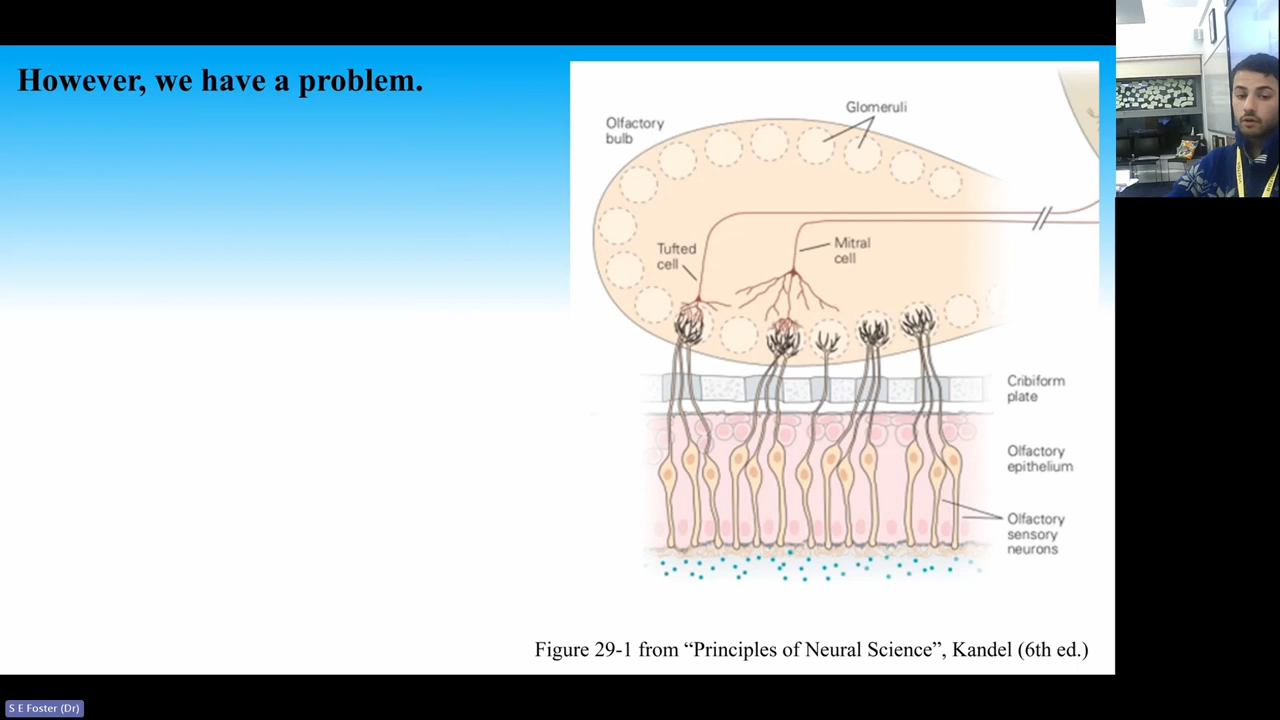 However, we have a problem.
Glomeruli
Olfactory
bulb
Tufted
cell
Mitral
cell
Cribiform
plate
Olfactory
epithelium
Olfactory
sensory
neurons
Figure 29-1 from “Principles of Neural Science”, Kandel (6th ed.)
S E Foster (Dr)